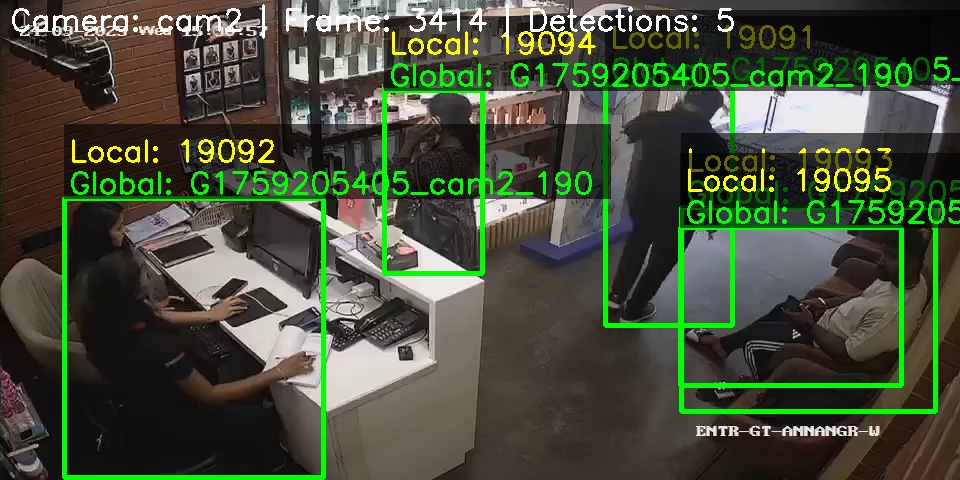 Camera: cam2 | Frame: 3414 | Detections: 5
Local: 19094
Local: 19091
Global: G1759205405_cam2_190
Local: 19092
Global: G1759205405_cam2_190
Local: 19093
Local: 19095
Global: G1759205
ENTR-GT-ANNANGR-W